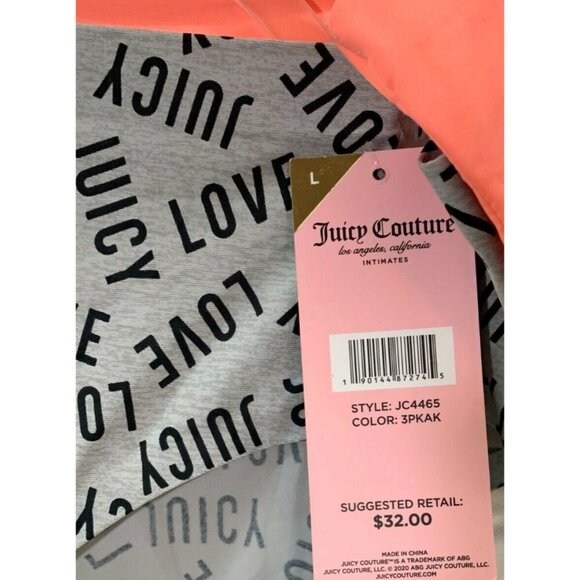 JUICY
LOVE
JUICY
LOVE
LOVE
E
LOVE
JUICY
JUICY
JUICY
L
Juicy Couture
los angeles, california
INTIMATES
1 90144 87274 5
STYLE: JC4465
COLOR: 3PKAK
SUGGESTED RETAIL:
$32.00
MADE IN CHINA
JUICY COUTURE™ IS A TRADEMARK OF ABG
JUICY COUTURE, LLC. © 2020 ABG JUICY COUTURE, LLC.
JUICYCOUTURE.COM